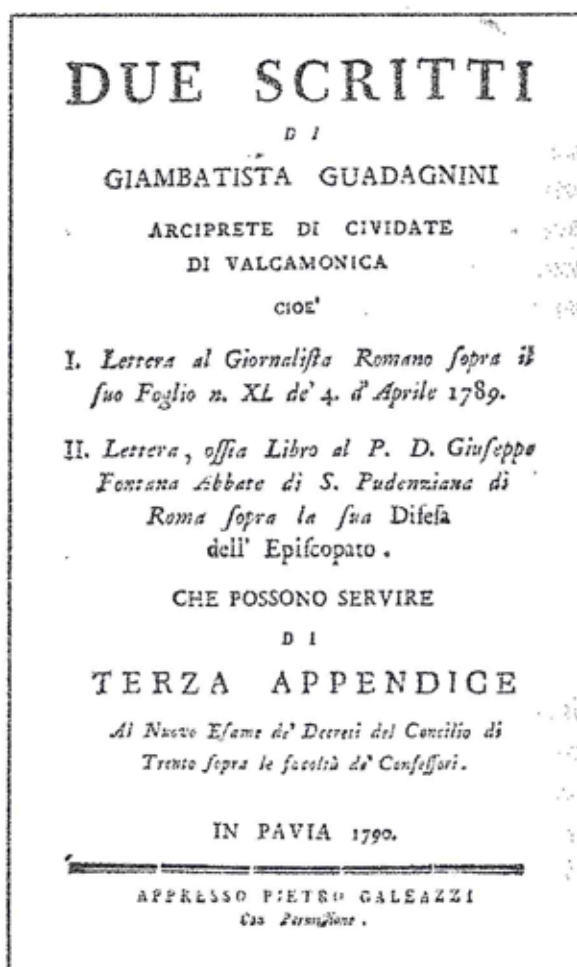 DUE SCRITTI
DI
GIAMBATISTA GUADAGNINI
ARCIPRETE DI CIVIDATE
DI VALCAMONICA
CIOE'
I. Lettera al Giornaliſta Romano ſopra il
ſuo Foglio n. XL de' 4. d'Aprile 1789.
II. Lettera, oſſia Libro al P. D. Giuſeppe
Fontana Abbate di S. Pudenziana di
Roma ſopra la ſua Difeſa
dell' Epiſcopato.
CHE POSSONO SERVIRE
DI
TERZA APPENDICE
Al Nuovo Eſame de' Decreti del Concilio di
Trento ſopra le facoltà de' Confeſſori.
IN PAVIA 1790.
APPRESSO PIETRO GALEAZZI
Con Permiſſione.